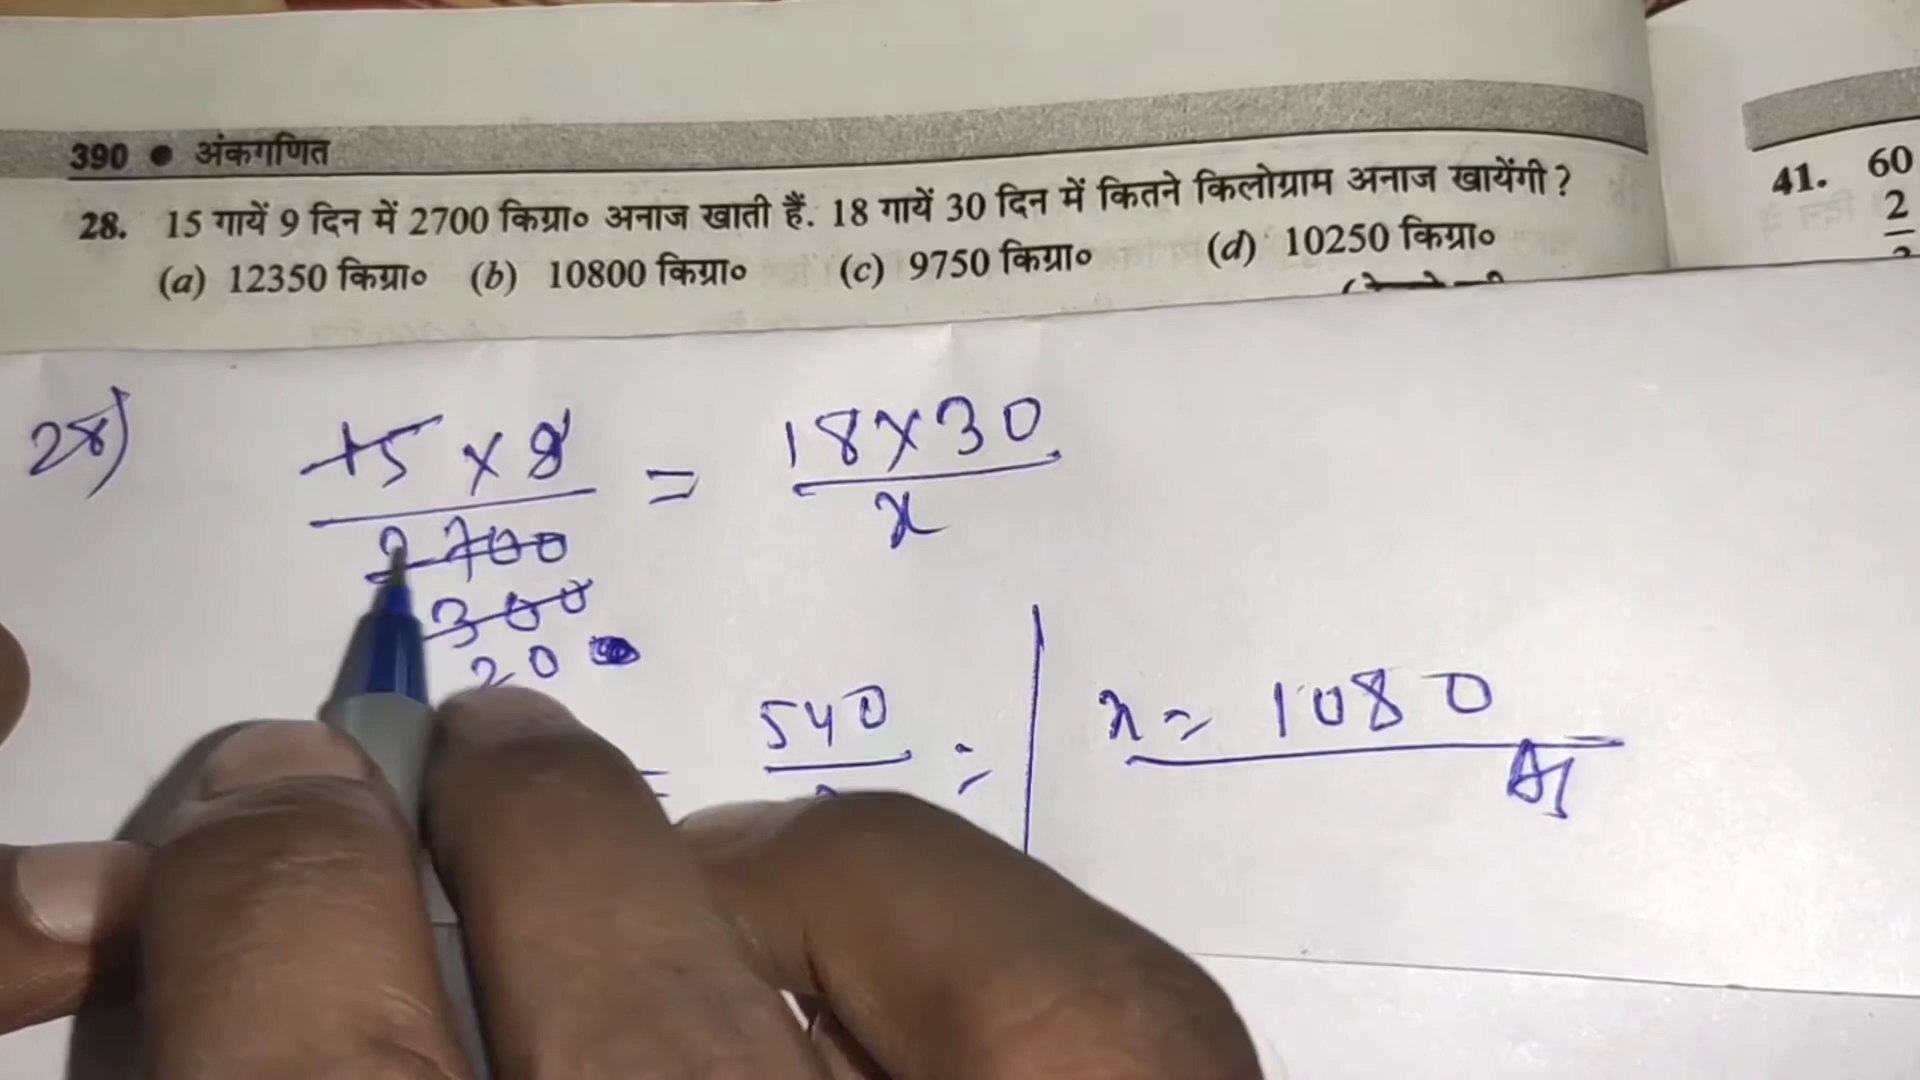 390 ● अंकगणित
28. 15 गायें 9 दिन में 2700 किग्रा० अनाज खाती हैं. 18 गायें 30 दिन में कितने किलोग्राम अनाज खायेंगी ?
(a) 12350 किग्रा० (b) 10800 किग्रा० (c) 9750 किग्रा० (d) 10250 किग्रा०
41. 60
2
28)
15 × 9 = 18×30
2700 x
300
20
= 540 =
x = 1080